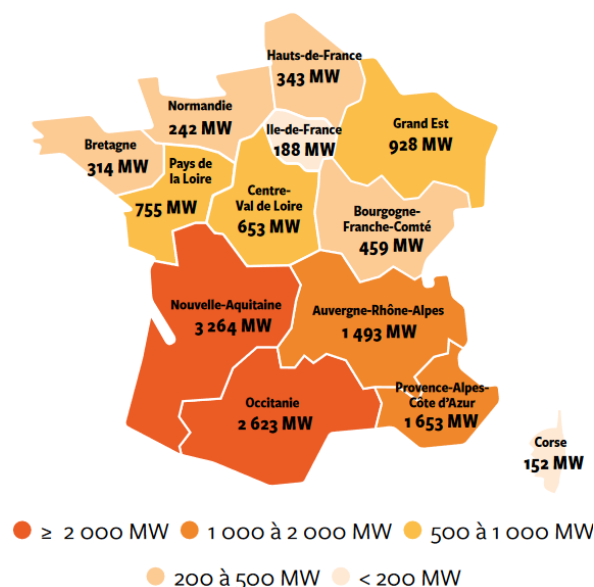 Hauts-de-France
343 MW
Normandie
242 MW
Ile-de-France
188 MW
Grand Est
928 MW
Bretagne
314 MW
Pays de
la Loire
755 MW
Centre-
Val de Loire
653 MW
Bourgogne-
Franche-Comté
459 MW
Nouvelle-Aquitaine
3 264 MW
Auvergne-Rhône-Alpes
1 493 MW
Occitanie
2 623 MW
Provence-Alpes-
Côte d'Azur
1 653 MW
Corse
152 MW
≥ 2 000 MW
1 000 à 2 000 MW
500 à 1 000 MW
200 à 500 MW
< 200 MW